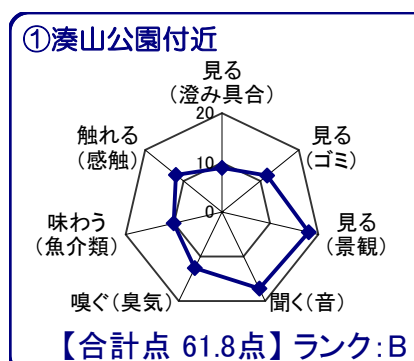 ①湊山公園付近
見る
(澄み具合)
20
触れる
(感触)
見る
(ゴミ)
10
味わう
(魚介類)
0
見る
(景観)
嗅ぐ(臭気)
聞く(音)
【合計点 61.8点】ランク:B